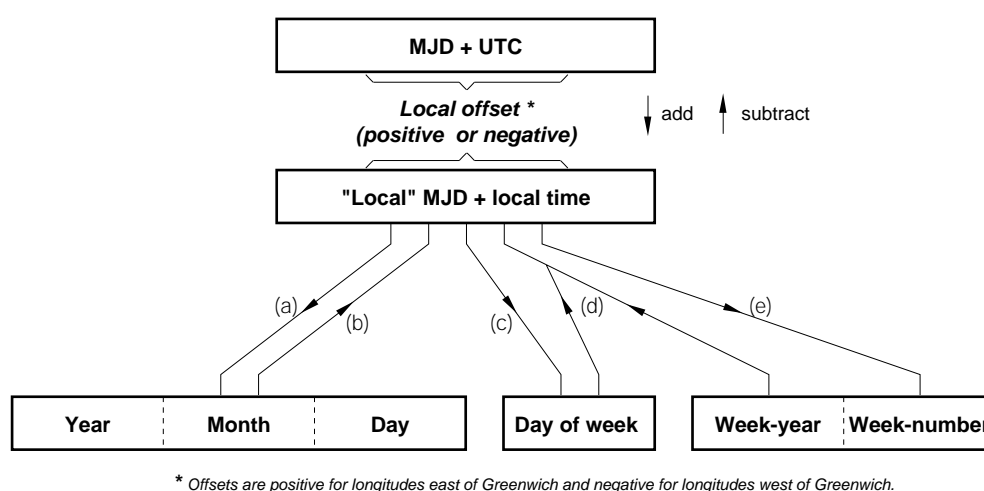 MJD + UTC
Local offset *
(positive or negative)
add subtract
"Local" MJD + local time
(a) (b) (c) (d) (e)
Year Month Day Day of week Week-year Week-number
* Offsets are positive for longitudes east of Greenwich and negative for longitudes west of Greenwich.